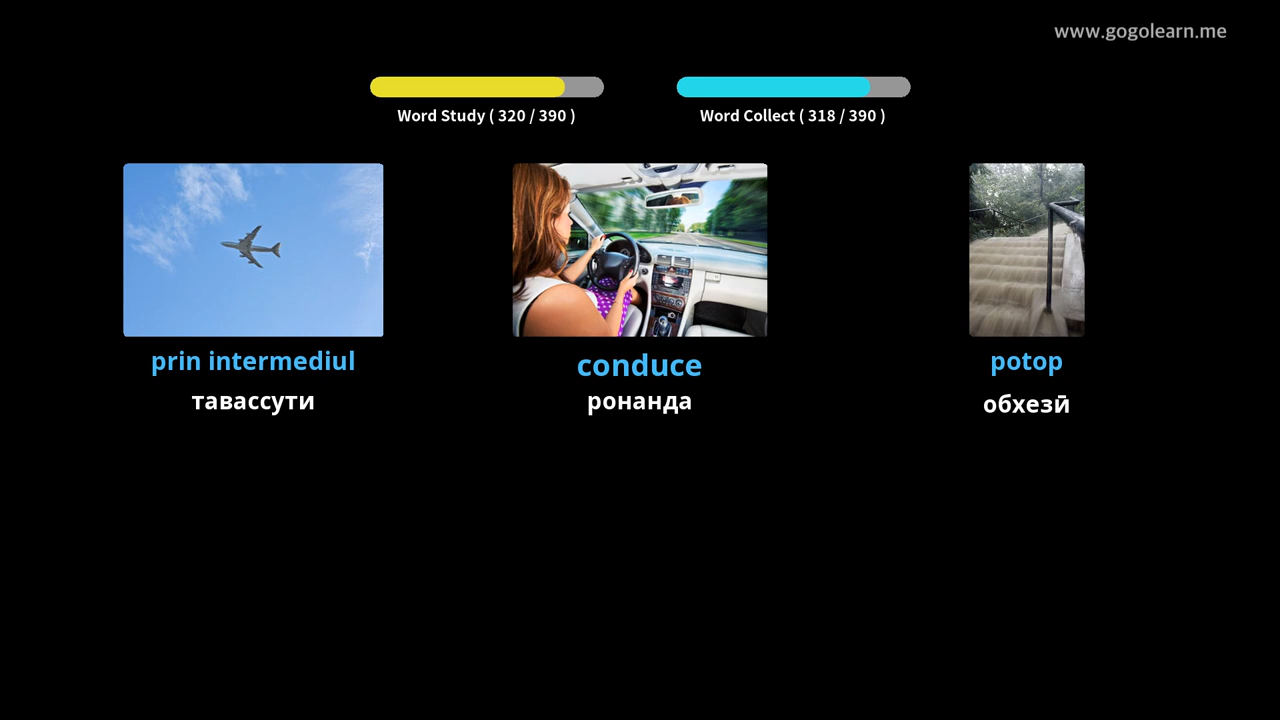 www.gogolearn.me
Word Study ( 320 / 390 )
Word Collect ( 318 / 390 )
prin intermediul
тавассути
conduce
ронанда
potop
обхезӣ